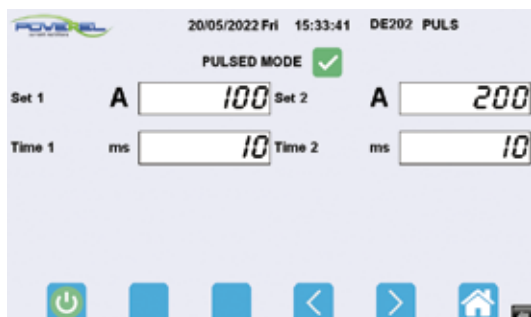 POWEREL
20/05/2022 Fri 15:33:41 DE202 PULS
PULSED MODE
Set 1 A 100 Set 2 A 200
Time 1 ms 10 Time 2 ms 10